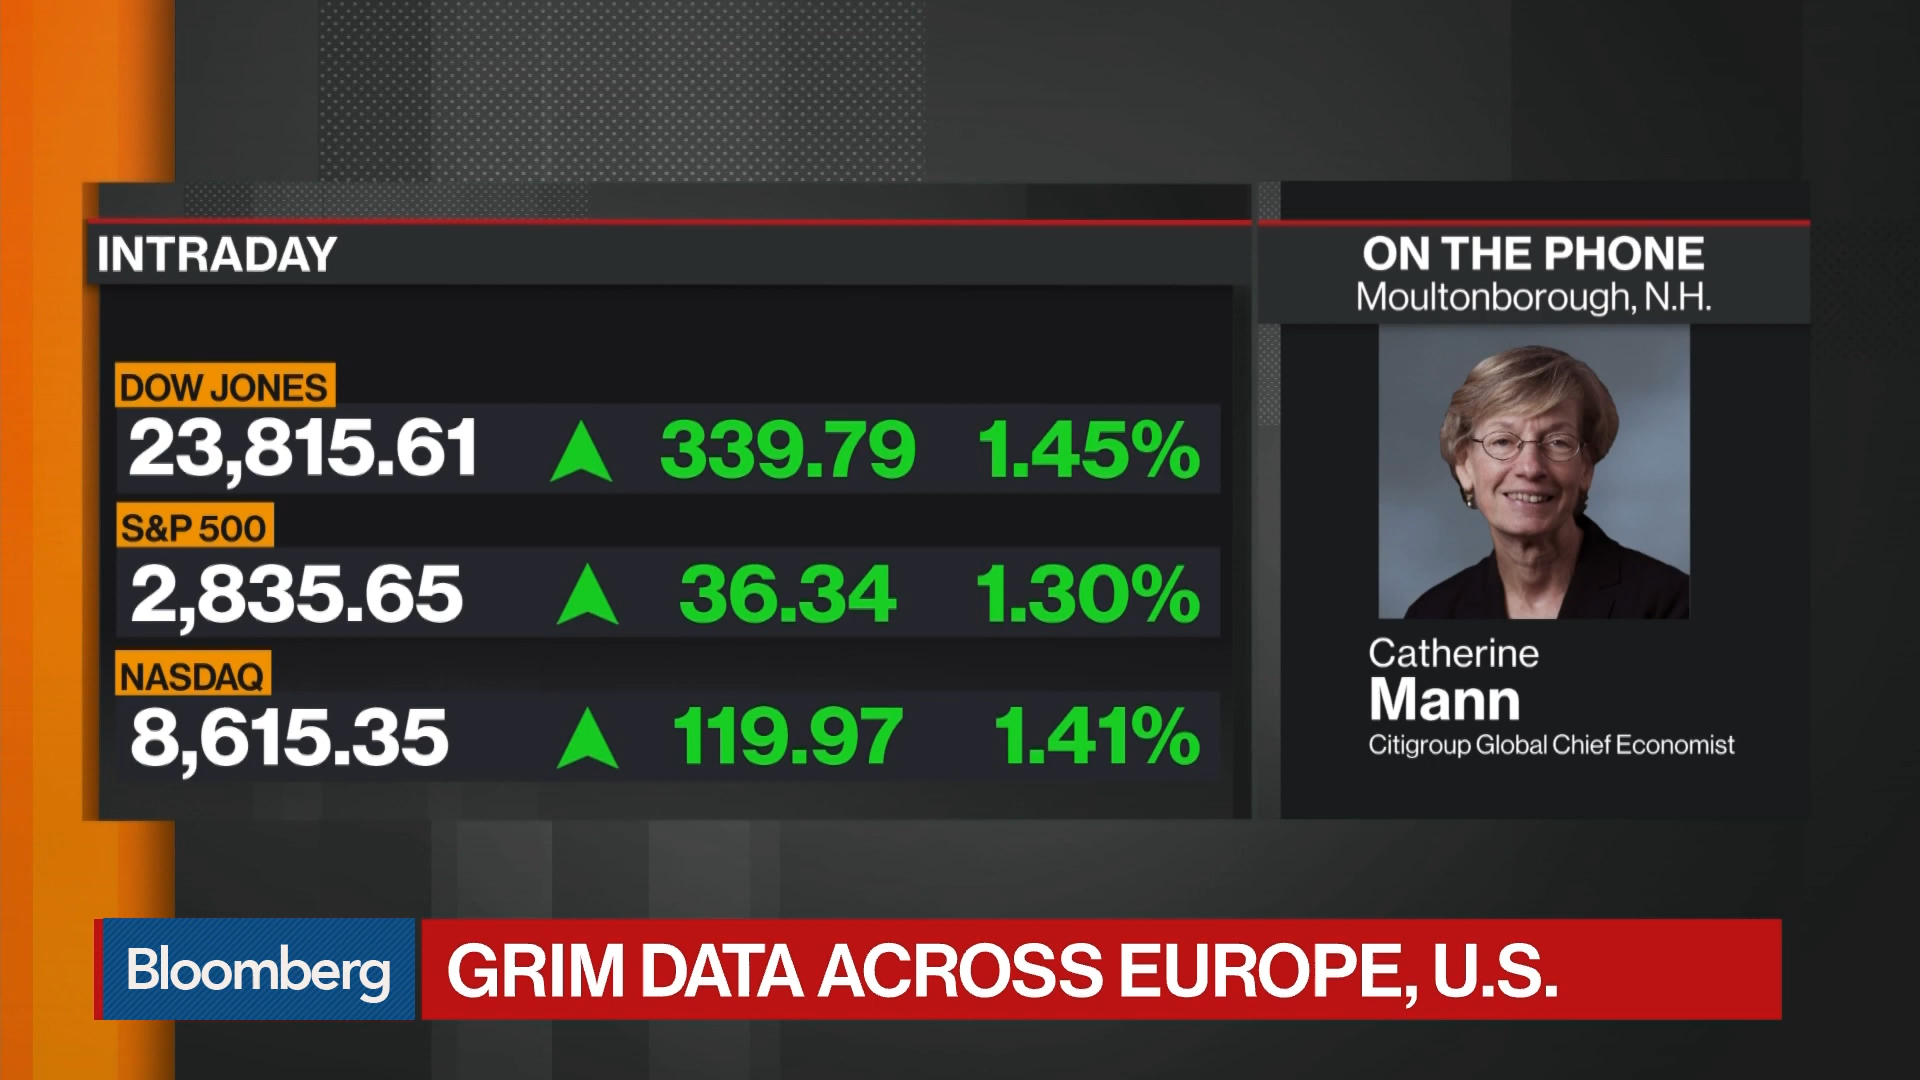 INTRADAY
DOW JONES
23,815.61 ▲ 339.79 1.45%
S&P 500
2,835.65 ▲ 36.34 1.30%
NASDAQ
8,615.35 ▲ 119.97 1.41%
ON THE PHONE
Moultonborough, N.H.
Catherine
Mann
Citigroup Global Chief Economist
Bloomberg
GRIM DATA ACROSS EUROPE, U.S.